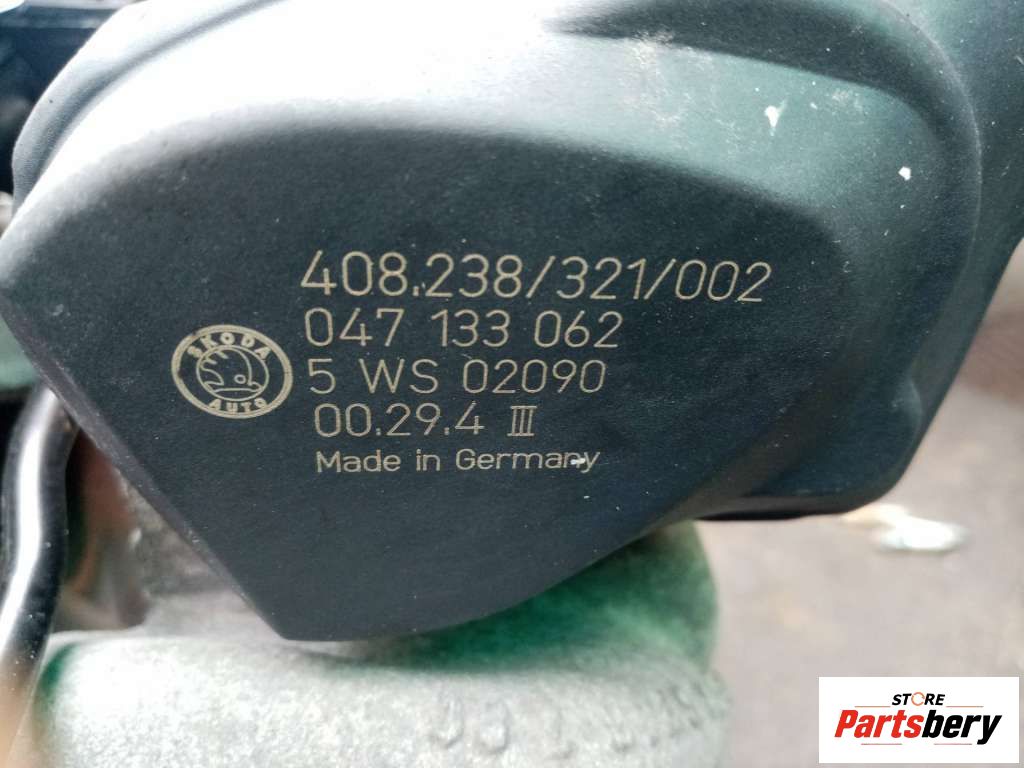 408.238/321/002
047 133 062
ŠKODA
AUTO
5 WS 02090
00.29.4 III
Made in Germany
STORE
Partsbery